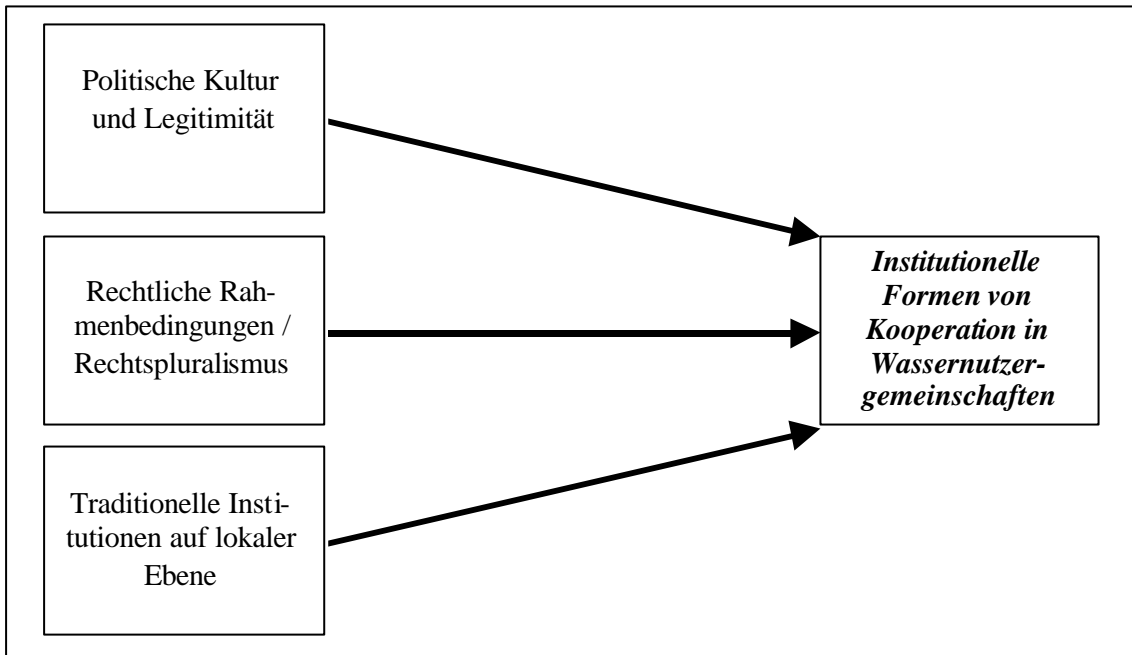 Politische Kultur
und Legitimität
Rechtliche Rah-
menbedingungen /
Rechtspluralismus
Traditionelle Insti-
tutionen auf lokaler
Ebene
Institutionelle
Formen von
Kooperation in
Wassernutzer-
gemeinschaften